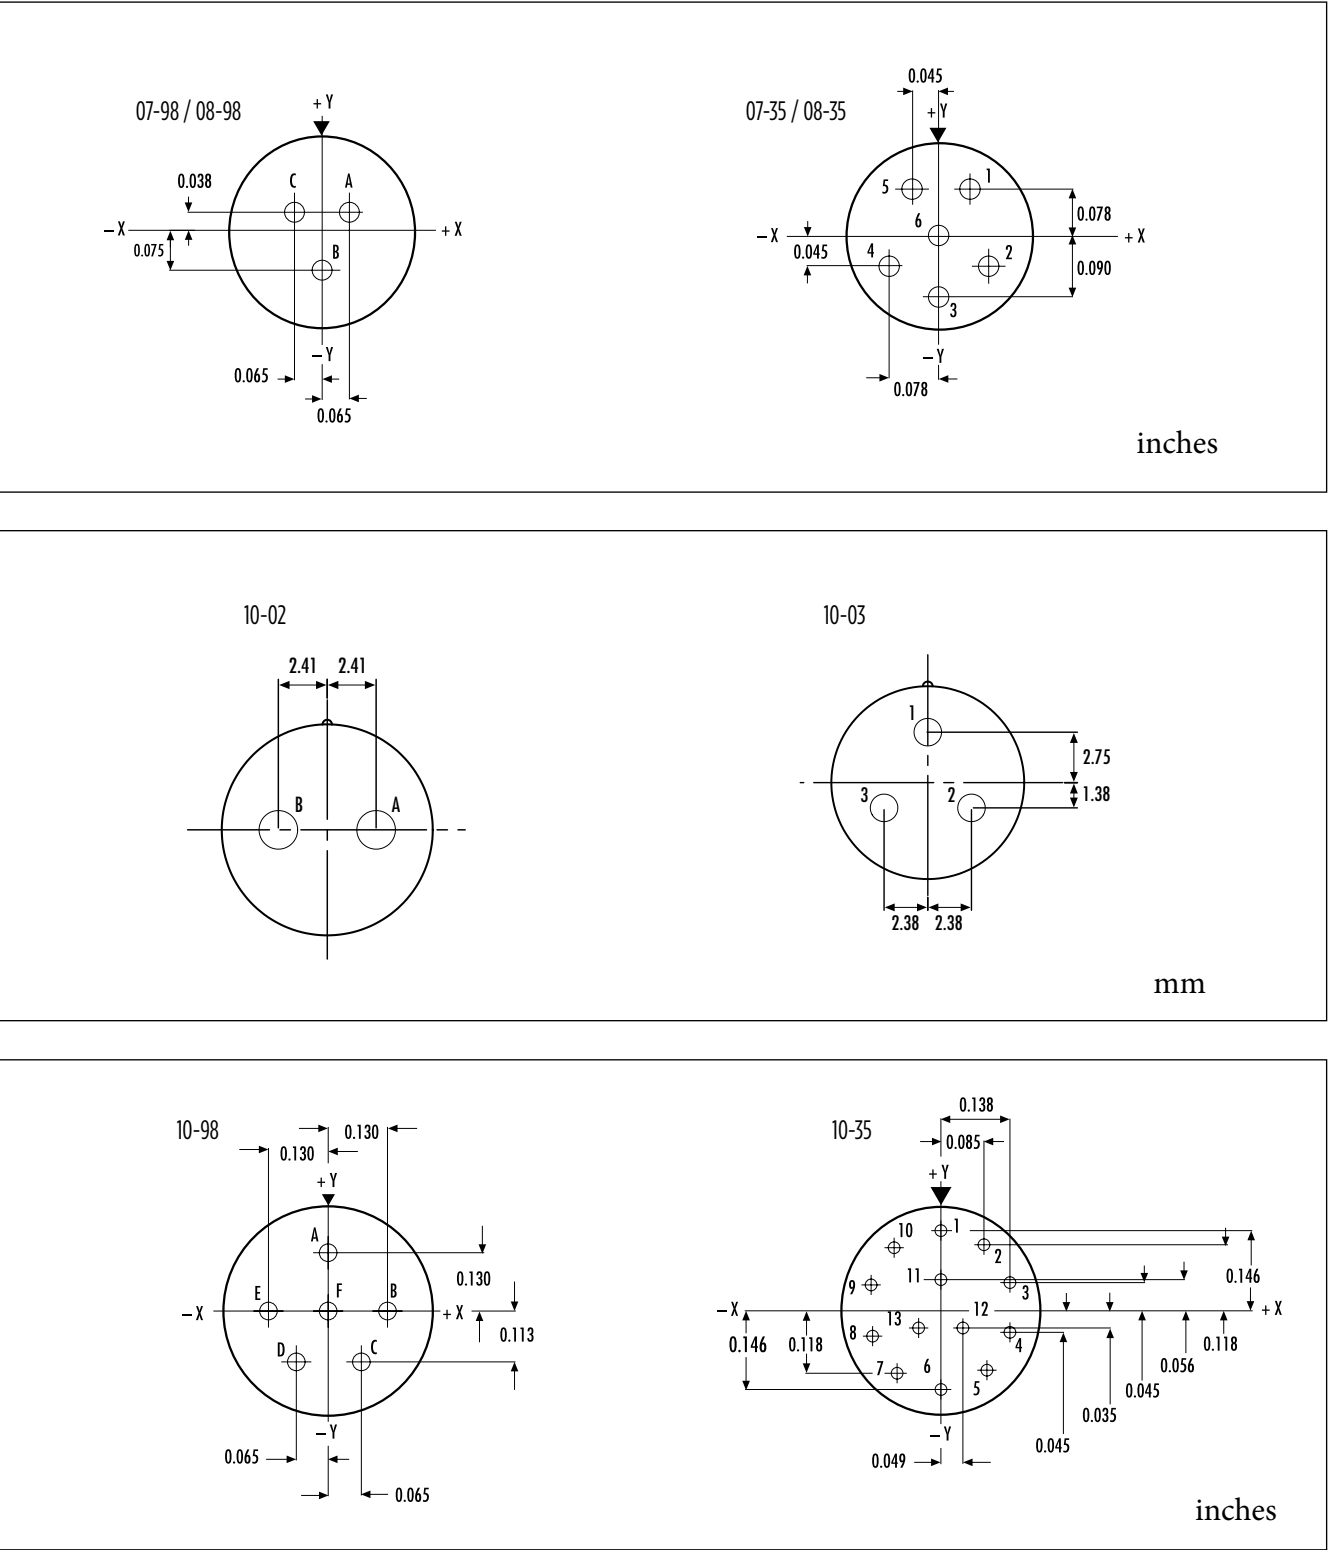 0.045
07-98 / 08-98
+ Y
07-35 / 08-35
+ Y
0.038
C
A
5
1
0.078
6
– X
+ X
– X
+ X
0.075
B
0.045
4
2
0.090
3
– Y
– Y
0.065
0.078
0.065
inches
10-02
10-03
2.41 2.41
1
2.75
B
A
3
2
1.38
2.38 2.38
mm
10-98
0.130
0.130
10-35
0.138
0.085
+ Y
+ Y
A
10
1
2
0.130
11
0.146
E
F
B
9
3
– X
+ X
– X
12
+ X
0.113
13
8
4
0.146
0.118
0.118
D
C
7
6
5
0.056
0.045
0.035
– Y
– Y
0.045
0.065
0.049
0.065
inches